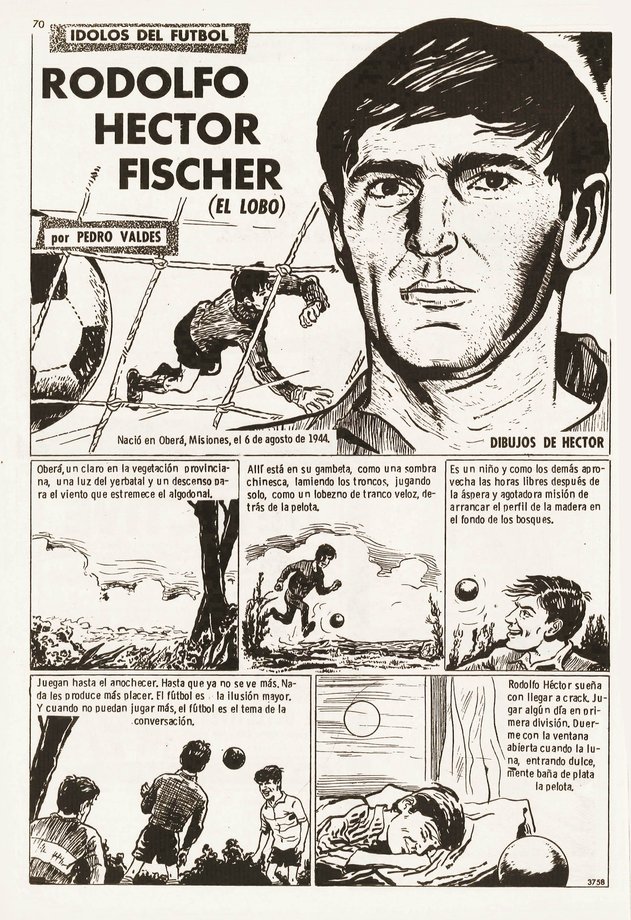 70
IDOLOS DEL FUTBOL
RODOLFO
HECTOR
FISCHER
(EL LOBO)
por PEDRO VALDES
Nació en Oberá, Misiones, el 6 de agosto de 1944.
DIBUJOS DE HECTOR
Oberá, un claro en la vegetación provincia-
na, una luz del yerbatal y un descenso pa-
ra el viento que estremece el algodonal.
Allí está en su gambeta, como una sombra
chinesca, lamiendo los troncos, jugando
solo, como un lobezno de tranco veloz, de-
trás de la pelota.
Es un niño y como los demás apro-
vecha las horas libres después de
la áspera y agotadora misión de
arrancar el perfil de la madera en
el fondo de los bosques.
Juegan hasta el anochecer. Hasta que ya no se ve más. Na-
da les produce más placer. El fútbol es la ilusión mayor.
Y cuando no puedan jugar más, el fútbol es el tema de la
conversación.
Rodolfo Héctor sueña
con llegar a crack. Ju-
gar algún día en pri-
mera división. Duer-
me con la ventana
abierta cuando la lu-
na, entrando dulce,
mente baña de plata
la pelota.
3758